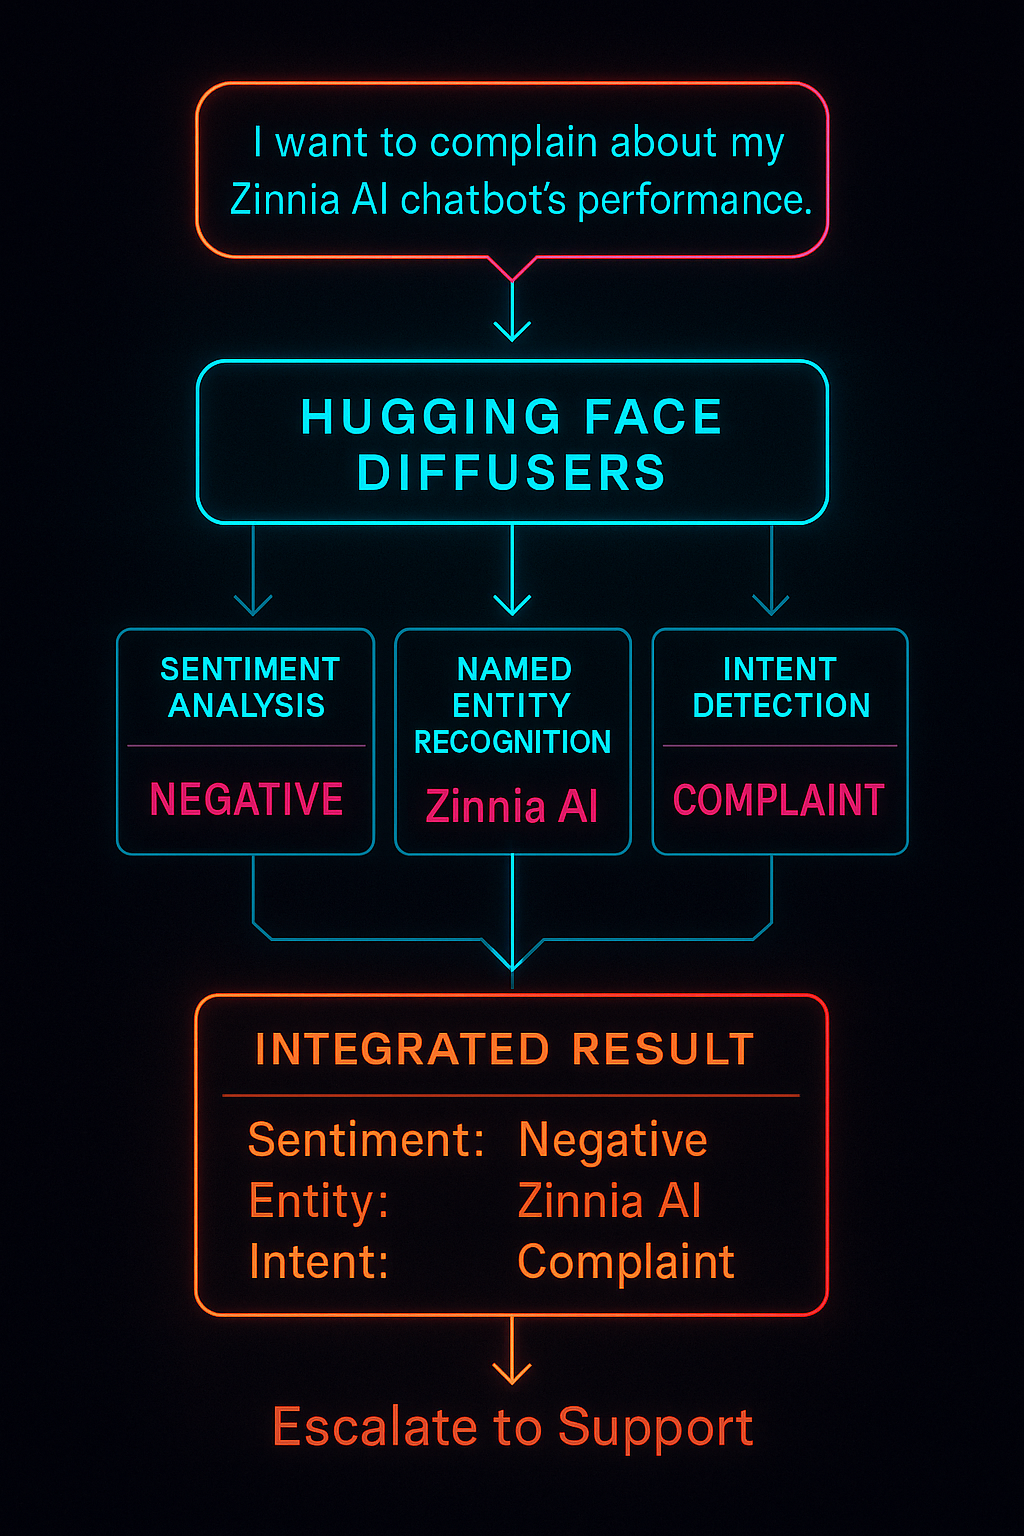 I want to complain about my
Zinnia AI chatbot's performance.
HUGGING FACE
DIFFUSERS
SENTIMENT
ANALYSIS
NEGATIVE
NAMED
ENTITY
RECOGNITION
Zinnia AI
INTENT
DETECTION
COMPLAINT
INTEGRATED RESULT
Sentiment: Negative
Entity: Zinnia AI
Intent: Complaint
Escalate to Support